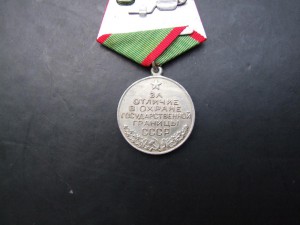 ЗА
ОТЛИЧИЕ
В ОХРАНЕ
ГОСУДАРСТВЕННОЙ
ГРАНИЦЫ
СССР